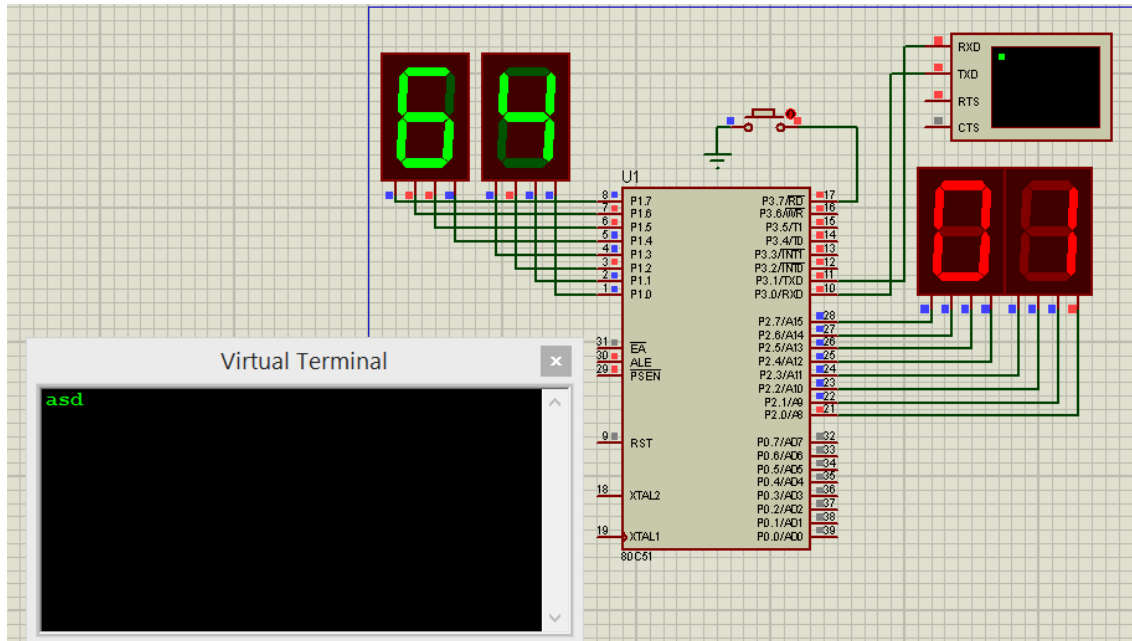 RXD
TXD
RTS
CTS
64
01
U1
8 P1.7
7 P1.6
6 P1.5
5 P1.4
4 P1.3
3 P1.2
2 P1.1
1 P1.0
31 EA
30 ALE
29 PSEN
9 RST
18 XTAL2
19 XTAL1
80C51
P3.7/RD 17
P3.6/WR 16
P3.5/T1 15
P3.4/T0 14
P3.3/INT1 13
P3.2/INT0 12
P3.1/TXD 11
P3.0/RXD 10
P2.7/A15 28
P2.6/A14 27
P2.5/A13 26
P2.4/A12 25
P2.3/A11 24
P2.2/A10 23
P2.1/A9 22
P2.0/A8 21
P0.7/AD7 32
P0.6/AD6 33
P0.5/AD5 34
P0.4/AD4 35
P0.3/AD3 36
P0.2/AD2 37
P0.1/AD1 38
P0.0/AD0 39
Virtual Terminal
asd